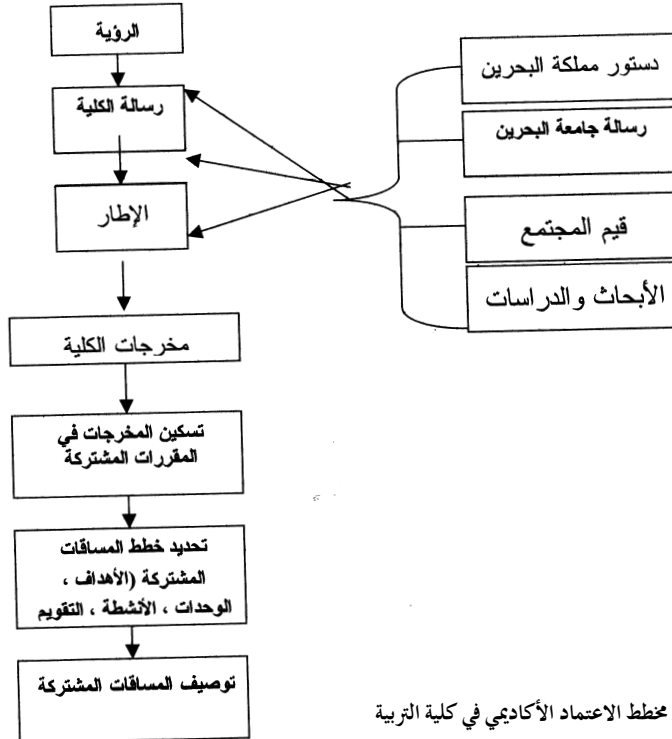 الرؤية
رسالة الكلية
الإطار
مخرجات الكلية
تسكين المخرجات في
المقررات المشتركة
تحديد خطط المساقات
المشتركة (الأهداف ،
الوحدات ، الأنشطة ، التقويم
توصيف المساقات المشتركة
دستور مملكة البحرين
رسالة جامعة البحرين
قيم المجتمع
الأبحاث والدراسات
مخطط الاعتماد الأكاديمي في كلية التربية